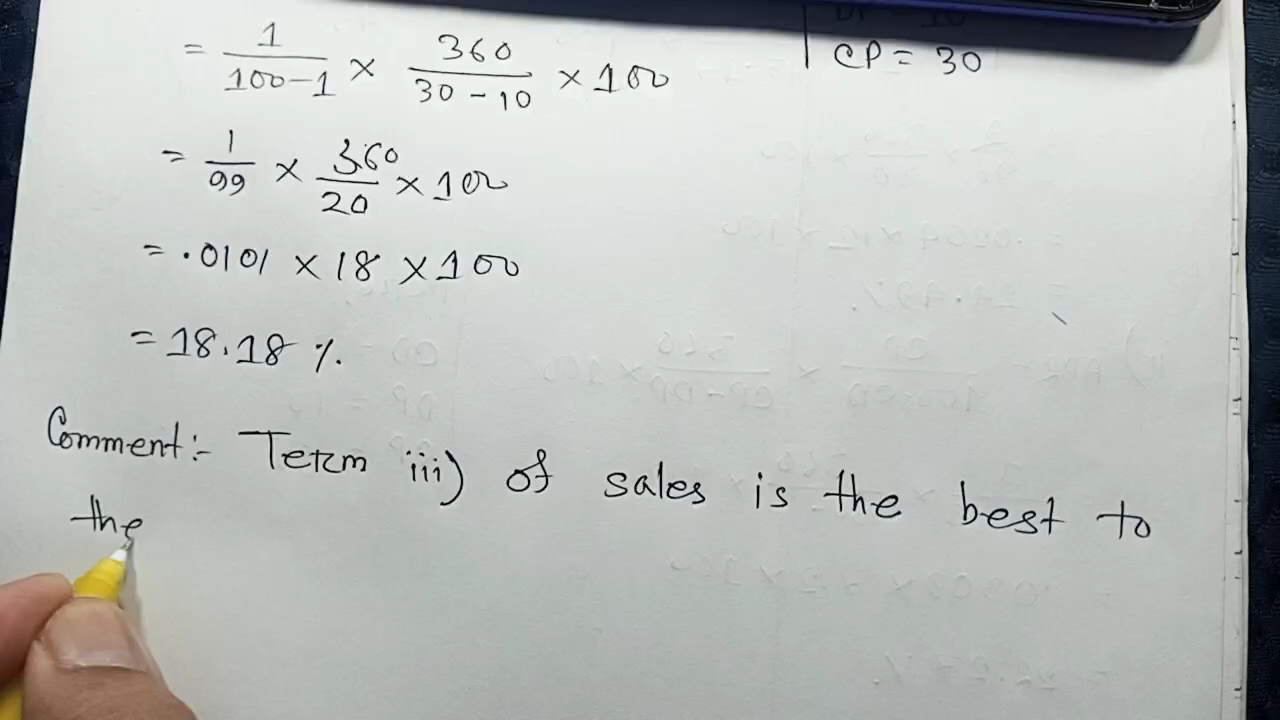 = 1/(100-1) × 360/(30-10) × 100
CP = 30
= 1/99 × 360/20 × 100
= .0101 × 18 × 100
= 18.18 %.
Comment:- Term iii) of sales is the best to
the